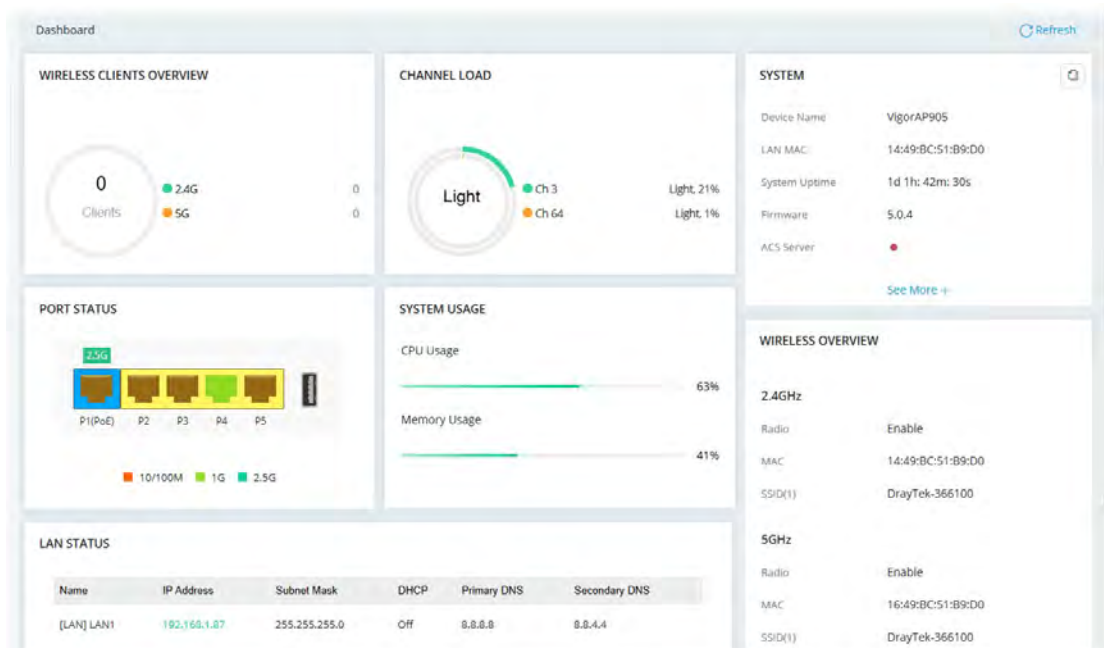 Dashboard
Refresh
WIRELESS CLIENTS OVERVIEW
0
Clients
2.4G 0
5G 0
CHANNEL LOAD
Light
Ch 3 Light, 21%
Ch 64 Light, 1%
SYSTEM
Device Name VigorAP905
LAN MAC 14:49:BC:51:B9:D0
System Uptime 1d 1h: 42m: 30s
Firmware 5.0.4
ACS Server
See More +
PORT STATUS
2.5G
P1(PoE) P2 P3 P4 P5
10/100M 1G 2.5G
SYSTEM USAGE
CPU Usage
63%
Memory Usage
41%
WIRELESS OVERVIEW
2.4GHz
Radio Enable
MAC 14:49:BC:51:B9:D0
SSID(1) DrayTek-366100
5GHz
Radio Enable
MAC 16:49:BC:51:B9:D0
SSID(1) DrayTek-366100
LAN STATUS
Name IP Address Subnet Mask DHCP Primary DNS Secondary DNS
[LAN] LAN1 192.168.1.87 255.255.255.0 Off 8.8.8.8 8.8.4.4